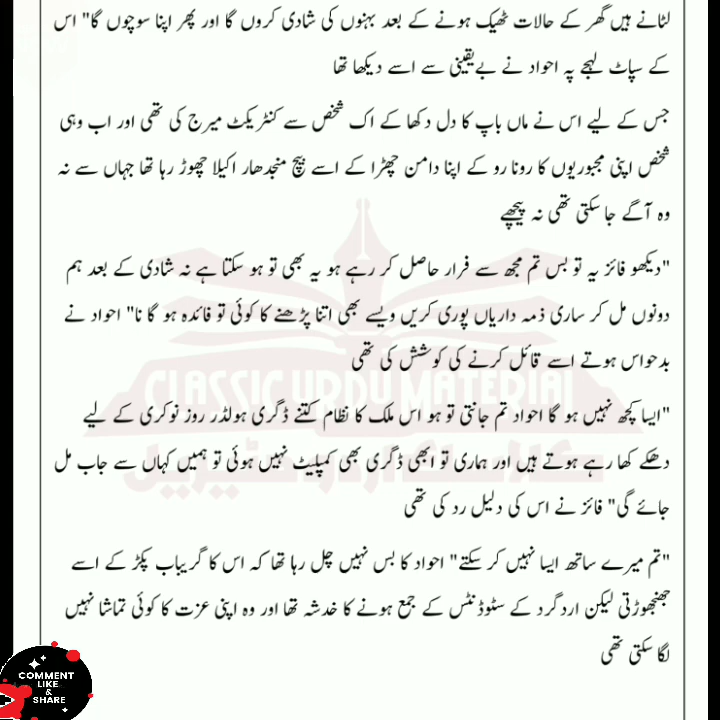 لٹانے ہیں گھر کے حالات ٹھیک ہونے کے بعد بہنوں کی شادی کروں گا اور پھر اپنا سوچوں گا" اس
کے سپاٹ لہجے پہ احواد نے بےیقینی سے اسے دیکھا تھا
جس کے لیے اس نے ماں باپ کا دل دکھا کے اک شخص سے کنٹریکٹ میرج کی تھی اور اب وہی
شخص اپنی مجبوریوں کا رونا رو کے اپنا دامن چھڑا کے اسے بیچ منجدھار اکیلا چھوڑ رہا تھا جہاں سے نہ
وہ آگے جا سکتی تھی نہ پیچھے
"دیکھو فائز یہ تو بس تم مجھ سے فرار حاصل کر رہے ہو یہ بھی تو ہو سکتا ہے نہ شادی کے بعد ہم
دونوں مل کر ساری ذمہ داریاں پوری کریں ویسے بھی اتنا پڑھنے کا کوئی تو فائدہ ہو گا نا" احواد نے
بدحواس ہوتے اسے قائل کرنے کی کوشش کی تھی
CLASSIC URDU MATERIAL
"ایسا کچھ نہیں ہو گا احواد تم جانتی تو ہو اس ملک کا نظام کتنے ڈگری ہولڈر روز نوکری کے لیے
دھکے کھا رہے ہوتے ہیں اور ہماری تو ابھی ڈگری بھی کمپلیٹ نہیں ہوئی تو ہمیں کہاں سے جاب مل
کلاسک اردو مٹیریل
جائے گی" فائز نے اس کی دلیل رد کی تھی
"تم میرے ساتھ ایسا نہیں کر سکتے" احواد کا بس نہیں چل رہا تھا کہ اس کا گریباب پکڑ کے اسے
جھنجھوڑتی لیکن اردگرد کے سٹوڈنٹس کے جمع ہونے کا خدشہ تھا اور وہ اپنی عزت کا کوئی تماشا نہیں
لگا سکتی تھی
COMMENT
LIKE
&
SHARE